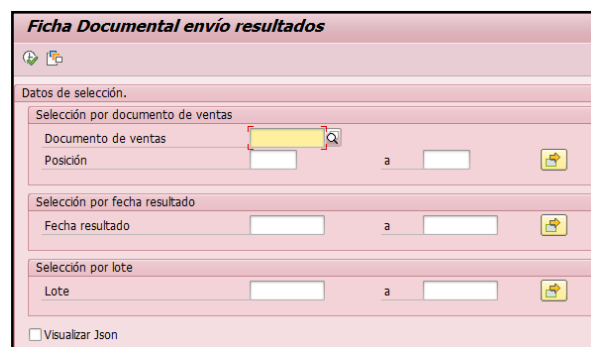 Ficha Documental envío resultados
Datos de selección.
Selección por documento de ventas
Documento de ventas
Posición a
Selección por fecha resultado
Fecha resultado a
Selección por lote
Lote a
Visualizar Json